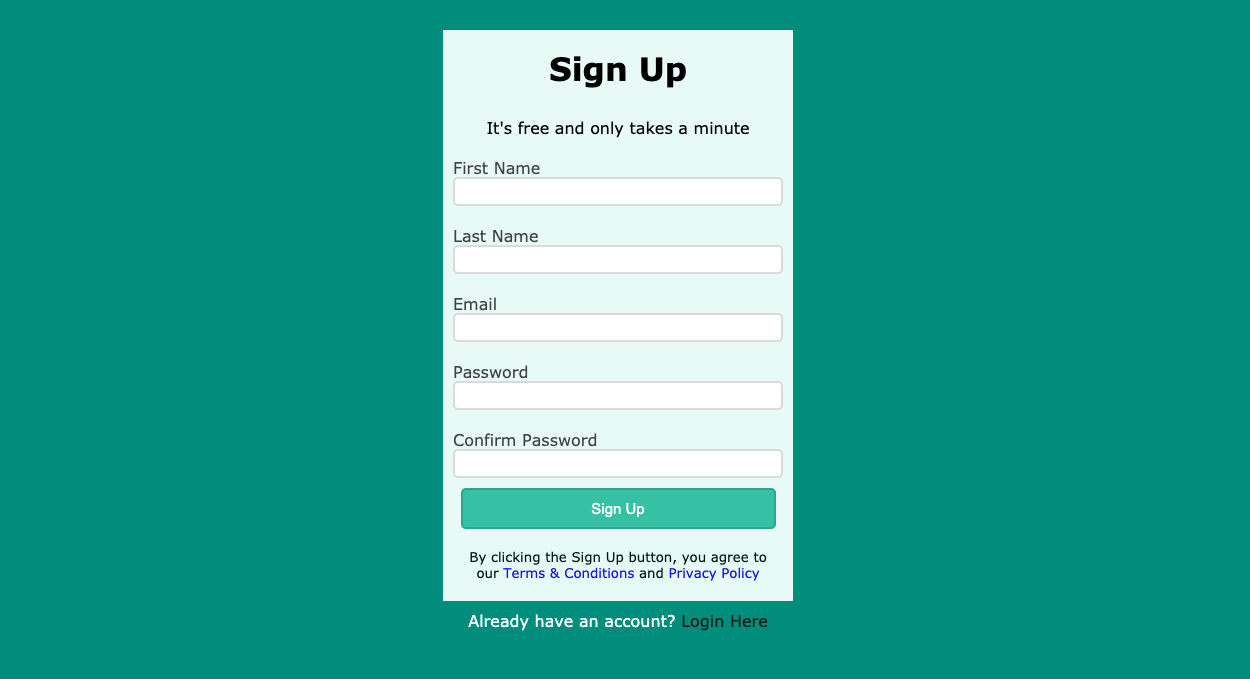 Sign Up
It's free and only takes a minute
First Name
Last Name
Email
Password
Confirm Password
Sign Up
By clicking the Sign Up button, you agree to
our Terms & Conditions and Privacy Policy
Already have an account? Login Here